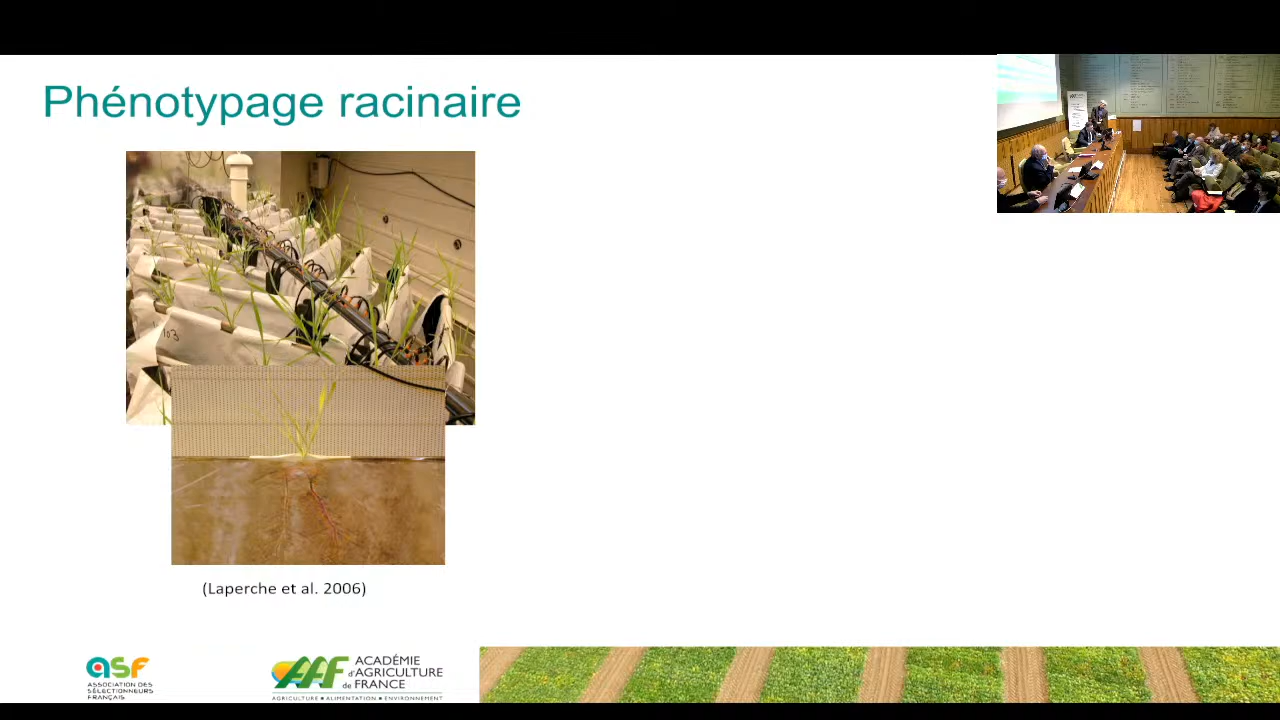 Phénotypage racinaire
103
(Laperche et al. 2006)
asf
ASSOCIATION DES
SÉLECTIONNEURS
FRANÇAIS
AAF
ACADÉMIE
d'AGRICULTURE
de FRANCE
AGRICULTURE • ALIMENTATION • ENVIRONNEMENT